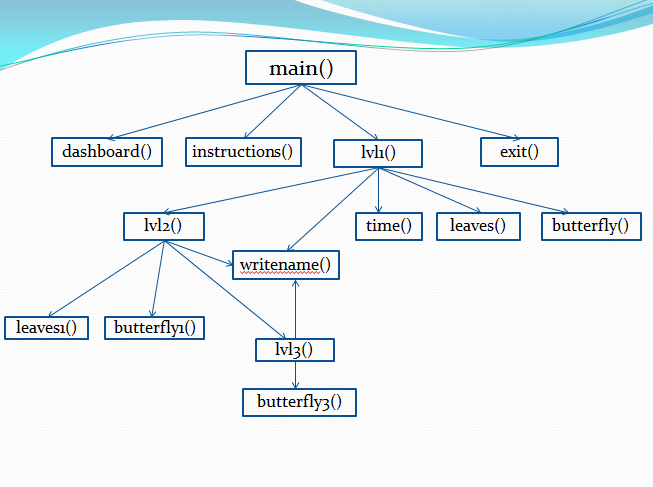 main()
dashboard()
instructions()
lvl1()
exit()
lvl2()
time()
leaves()
butterfly()
writename()
leaves1()
butterfly1()
lvl3()
butterfly3()